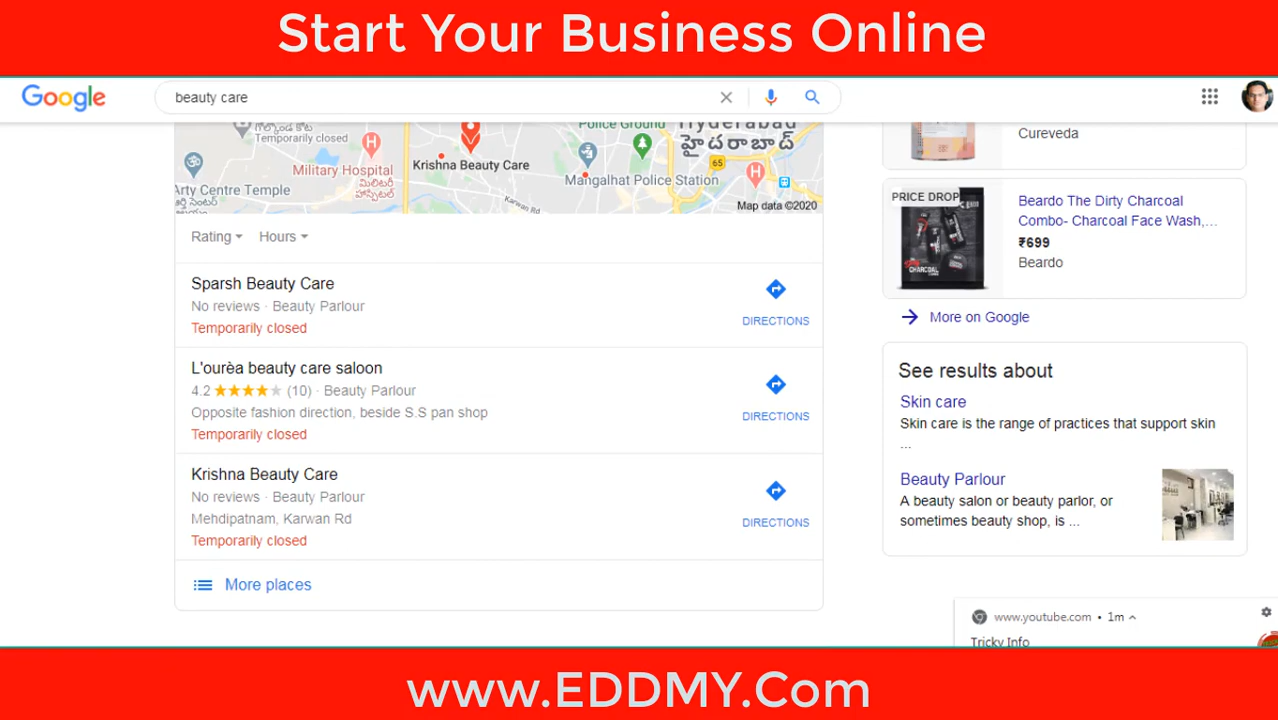 Start Your Business Online
Google
beauty care
గోల్కొండ కోట
Temporarily closed
Military Hospital
మిలిటరీ
హాస్పిటల్
Arty Centre Temple
ఆర్టీ సెంటర్
Krishna Beauty Care
Karwan Rd
Police Ground
Mangalhat Police Station
Hyderabad
హైదరాబాద్
65
Map data ©2020
Rating
Hours
Sparsh Beauty Care
No reviews · Beauty Parlour
Temporarily closed
DIRECTIONS
L'ourèa beauty care saloon
4.2 ★★★★★ (10) · Beauty Parlour
Opposite fashion direction, beside S.S pan shop
Temporarily closed
DIRECTIONS
Krishna Beauty Care
No reviews · Beauty Parlour
Mehdipatnam, Karwan Rd
Temporarily closed
DIRECTIONS
More places
Cureveda
PRICE DROP
CHARCOAL
Beardo The Dirty Charcoal
Combo- Charcoal Face Wash,...
₹699
Beardo
More on Google
See results about
Skin care
Skin care is the range of practices that support skin
...
Beauty Parlour
A beauty salon or beauty parlor, or
sometimes beauty shop, is ...
www.youtube.com • 1m
Tricky Info
www.EDDMY.Com